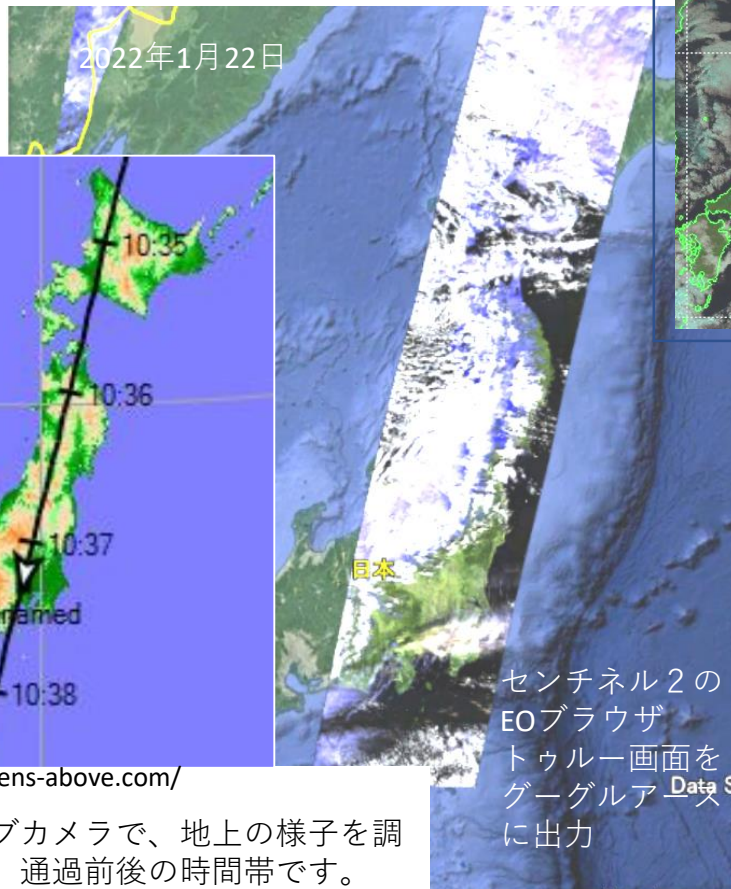 2022年1月22日
10:35
10:36
10:37
named
10:38
日本
センチネル２の
EOブラウザ
トゥルー画面を
グーグルアース
に出力
Data S
ens-above.com/
ブカメラで、地上の様子を調
通過前後の時間帯です。